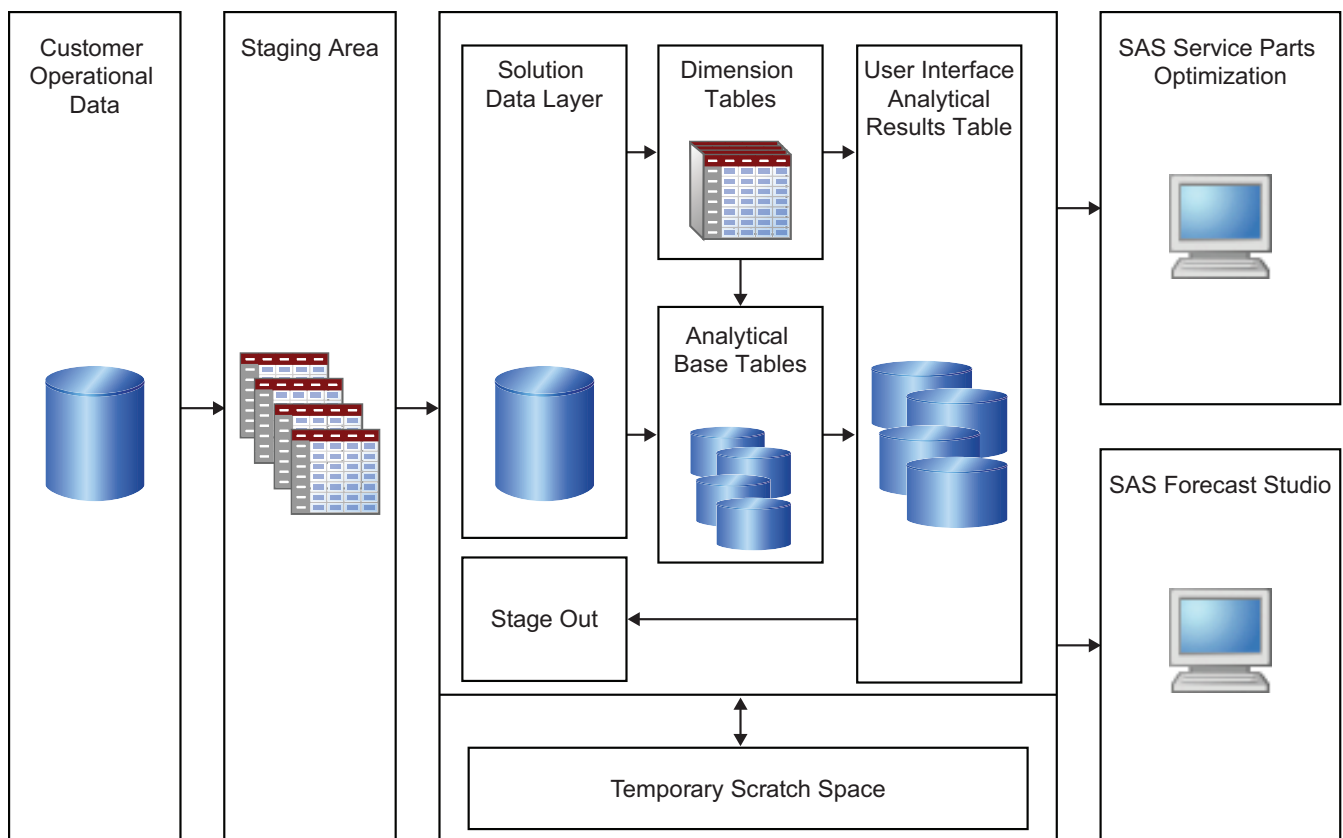 Customer
Operational
Data
Staging Area
Solution
Data Layer
Dimension
Tables
User Interface
Analytical
Results Table
SAS Service Parts
Optimization
Analytical
Base Tables
SAS Forecast Studio
Stage Out
Temporary Scratch Space